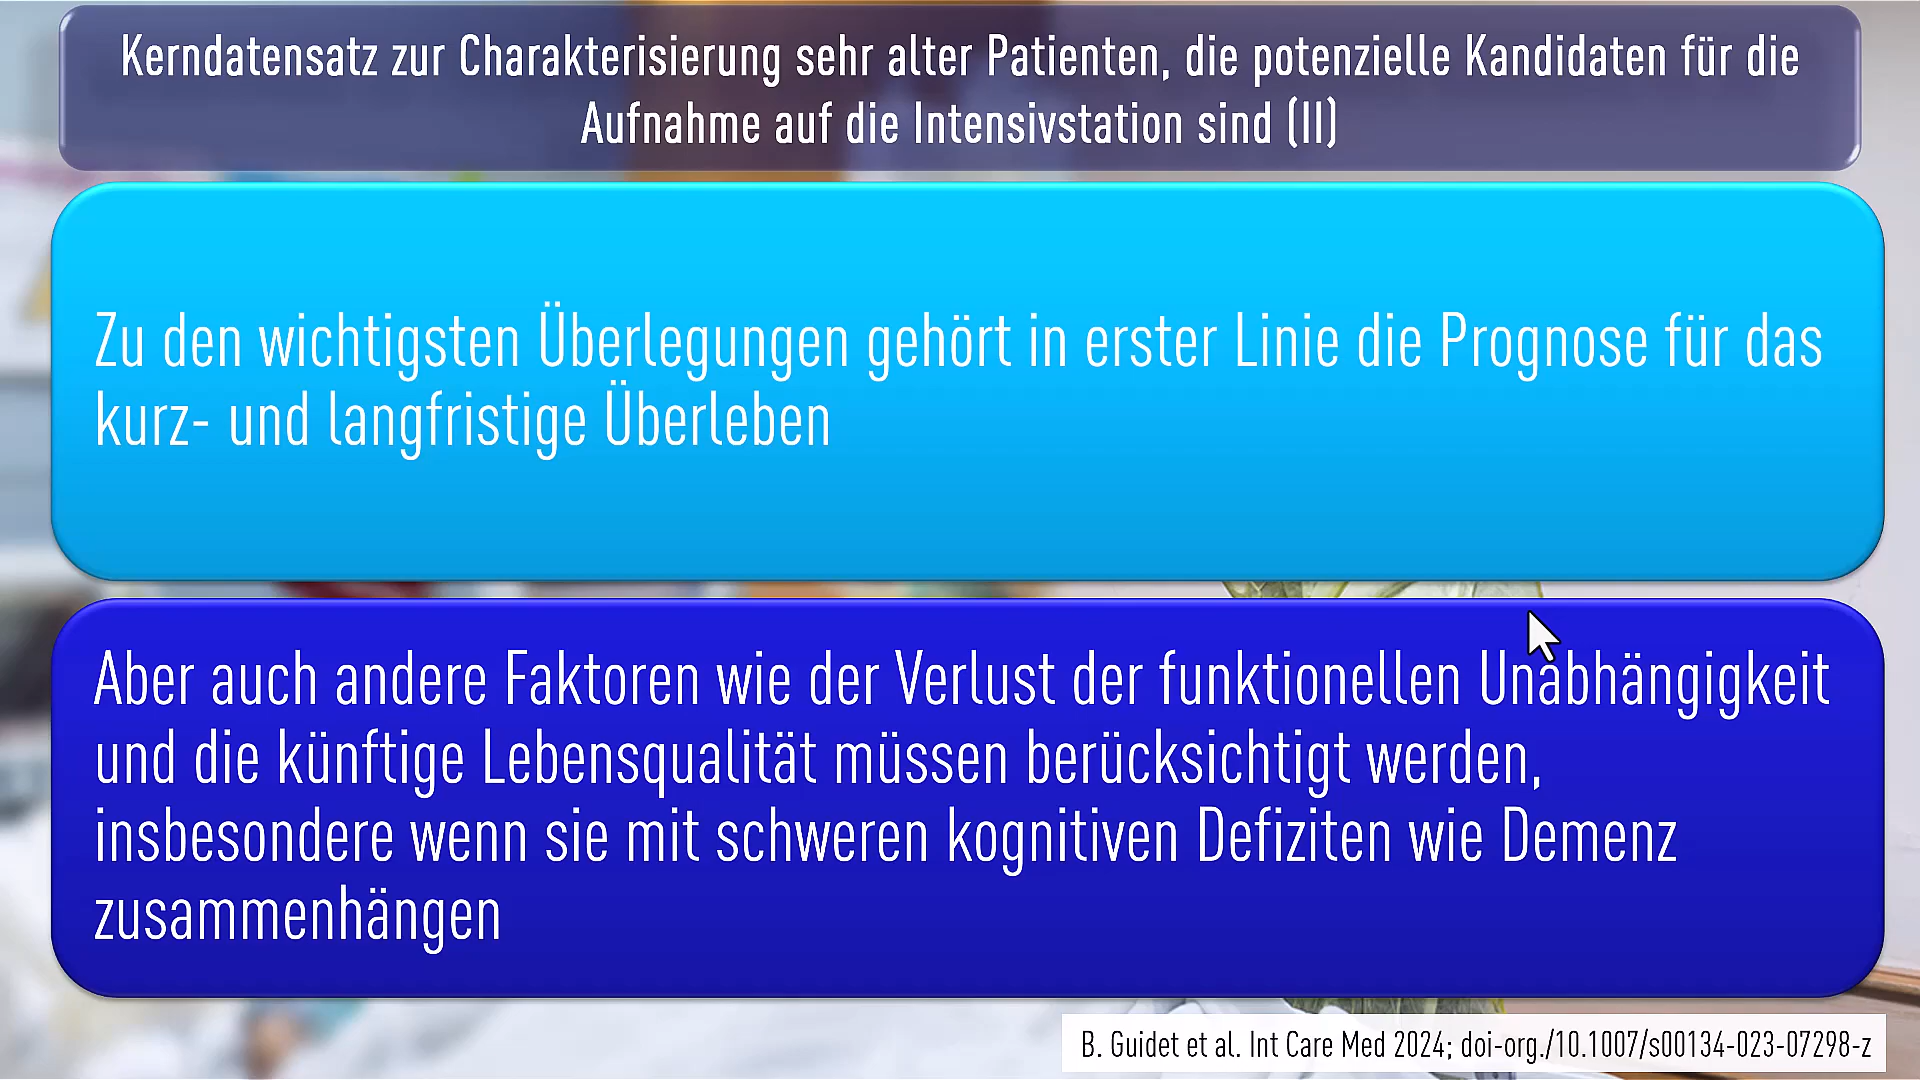 Kerndatensatz zur Charakterisierung sehr alter Patienten, die potenzielle Kandidaten für die
Aufnahme auf die Intensivstation sind (II)
Zu den wichtigsten Überlegungen gehört in erster Linie die Prognose für das
kurz- und langfristige Überleben
Aber auch andere Faktoren wie der Verlust der funktionellen Unabhängigkeit
und die künftige Lebensqualität müssen berücksichtigt werden,
insbesondere wenn sie mit schweren kognitiven Defiziten wie Demenz
zusammenhängen
B. Guidet et al. Int Care Med 2024; doi-org./10.1007/s00134-023-07298-z